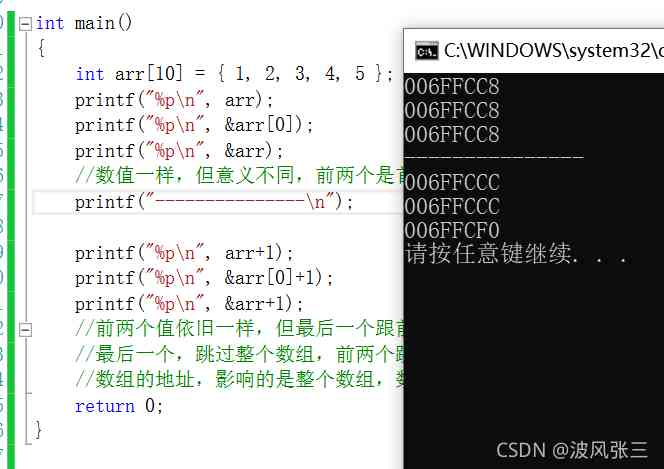 int main()
{
int arr[10] = { 1, 2, 3, 4, 5 };
printf("%p\n", arr);
printf("%p\n", &arr[0]);
printf("%p\n", &arr);
//数值一样，但意义不同，前两个是
printf("---------------\n");
printf("%p\n", arr+1);
printf("%p\n", &arr[0]+1);
printf("%p\n", &arr+1);
//前两个值依旧一样，但最后一个跟
//最后一个，跳过整个数组，前两个
//数组的地址，影响的是整个数组，
return 0;
}
C:\WINDOWS\system32\
006FFCC8
006FFCC8
006FFCC8
---------------
006FFCCC
006FFCCC
006FFCF0
请按任意键继续. . .
CSDN @波风张三